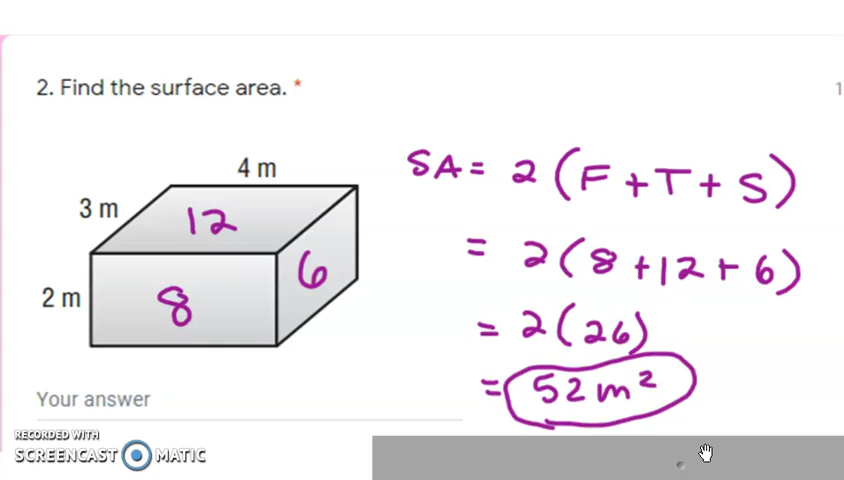 2. Find the surface area. *
1
4 m
3 m
12
2 m
8
6
SA = 2 (F + T + S)
= 2 (8 + 12 + 6)
= 2 (26)
= 52 m²
Your answer
RECORDED WITH
SCREENCAST MATIC